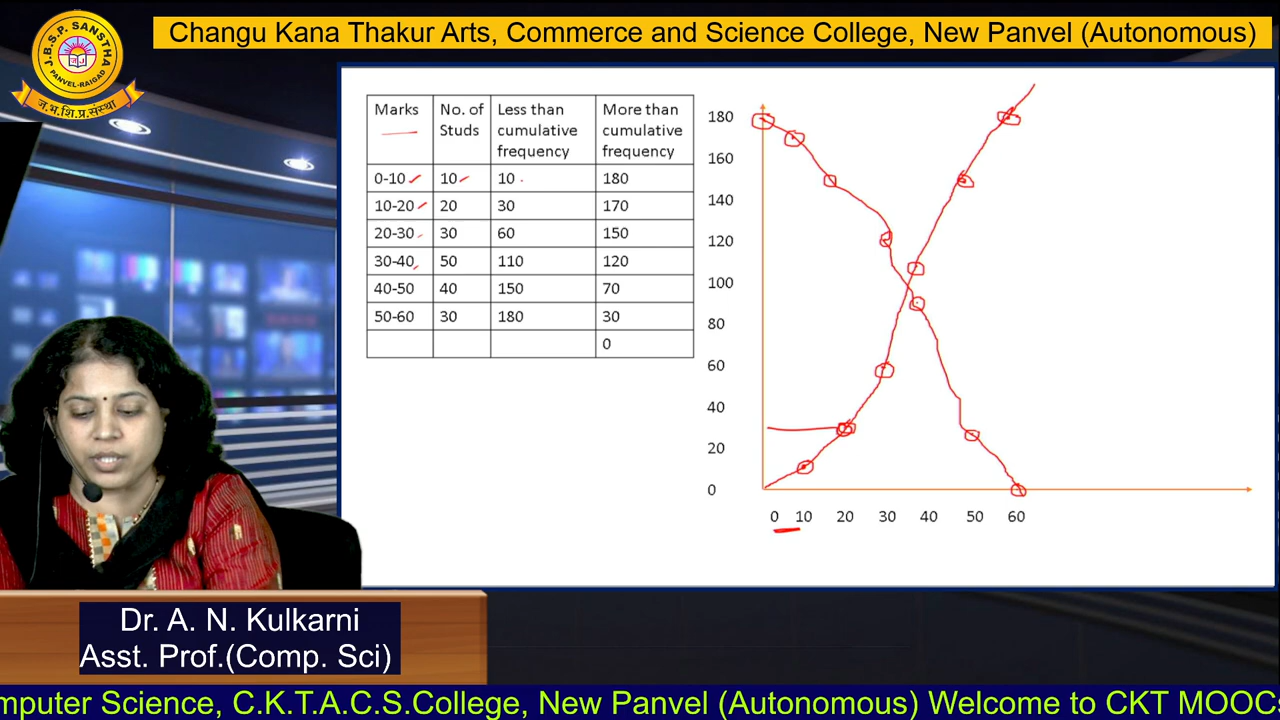 Changu Kana Thakur Arts, Commerce and Science College, New Panvel (Autonomous)
J.B.S.P. SANSTHA
PANVEL-RAIGAD
ज.भ.शि.प्र.संस्था
Marks No. of Studs Less than cumulative frequency More than cumulative frequency
0-10 10 10 180
10-20 20 30 170
20-30 30 60 150
30-40 50 110 120
40-50 40 150 70
50-60 30 180 30
0
180
160
140
120
100
80
60
40
20
0
0 10 20 30 40 50 60
Dr. A. N. Kulkarni
Asst. Prof.(Comp. Sci)
mputer Science, C.K.T.A.C.S.College, New Panvel (Autonomous) Welcome to CKT MOOCs